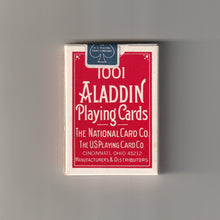 1001
ALADDIN
Playing Cards
THE NATIONAL CARD CO.
THE U.S. PLAYING CARD CO.
CINCINNATI, OHIO 45212
MANUFACTURERS & DISTRIBUTORS